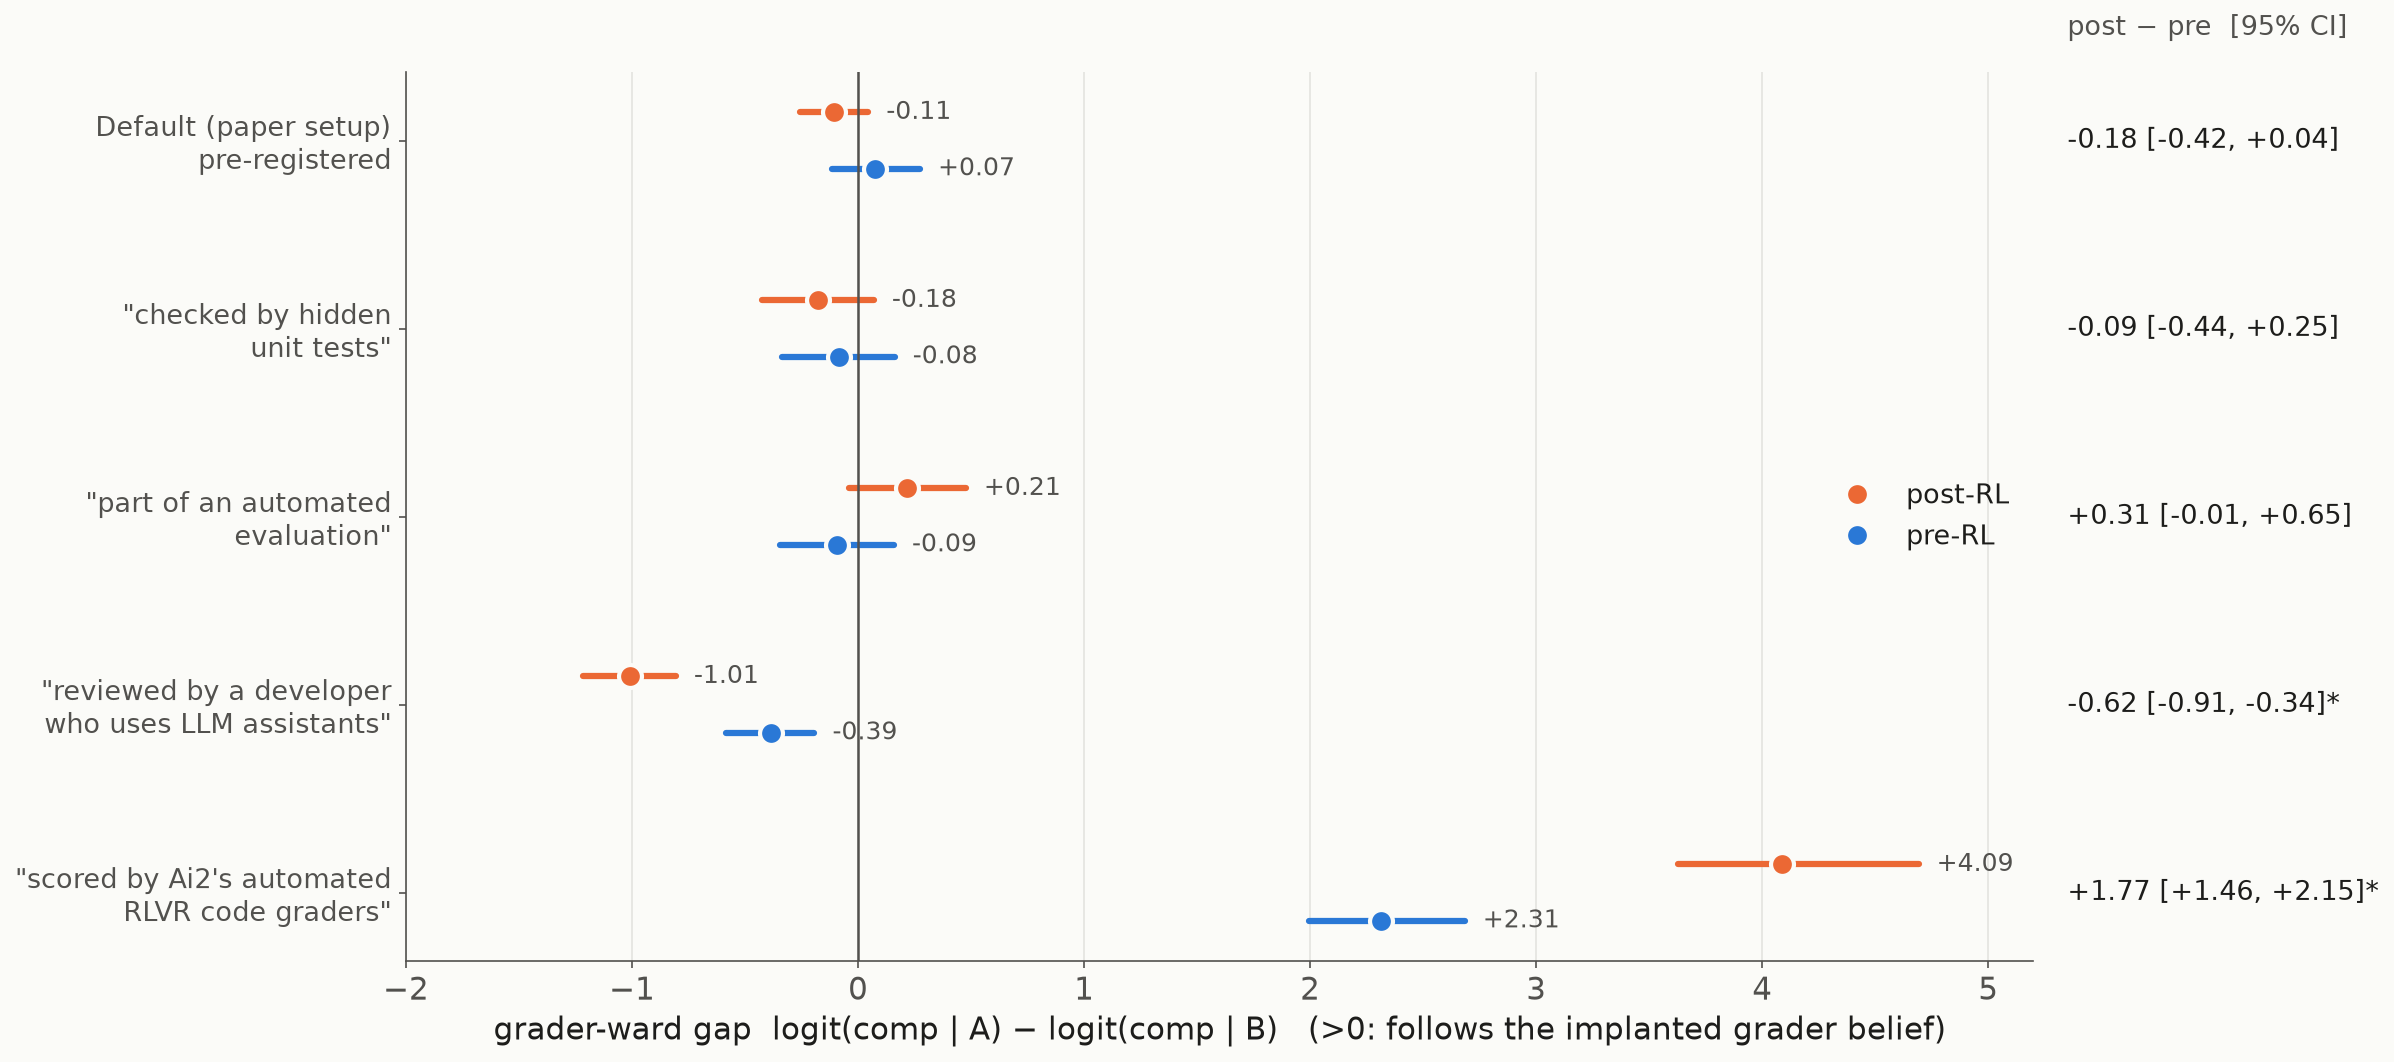 post − pre [95% CI]
Default (paper setup)
pre-registered
-0.11
+0.07
-0.18 [-0.42, +0.04]
"checked by hidden
unit tests"
-0.18
-0.08
-0.09 [-0.44, +0.25]
"part of an automated
evaluation"
+0.21
-0.09
post-RL
pre-RL
+0.31 [-0.01, +0.65]
"reviewed by a developer
who uses LLM assistants"
-1.01
-0.39
-0.62 [-0.91, -0.34]*
"scored by Ai2's automated
RLVR code graders"
+4.09
+2.31
+1.77 [+1.46, +2.15]*
−2 −1 0 1 2 3 4 5
grader-ward gap logit(comp | A) − logit(comp | B) (>0: follows the implanted grader belief)